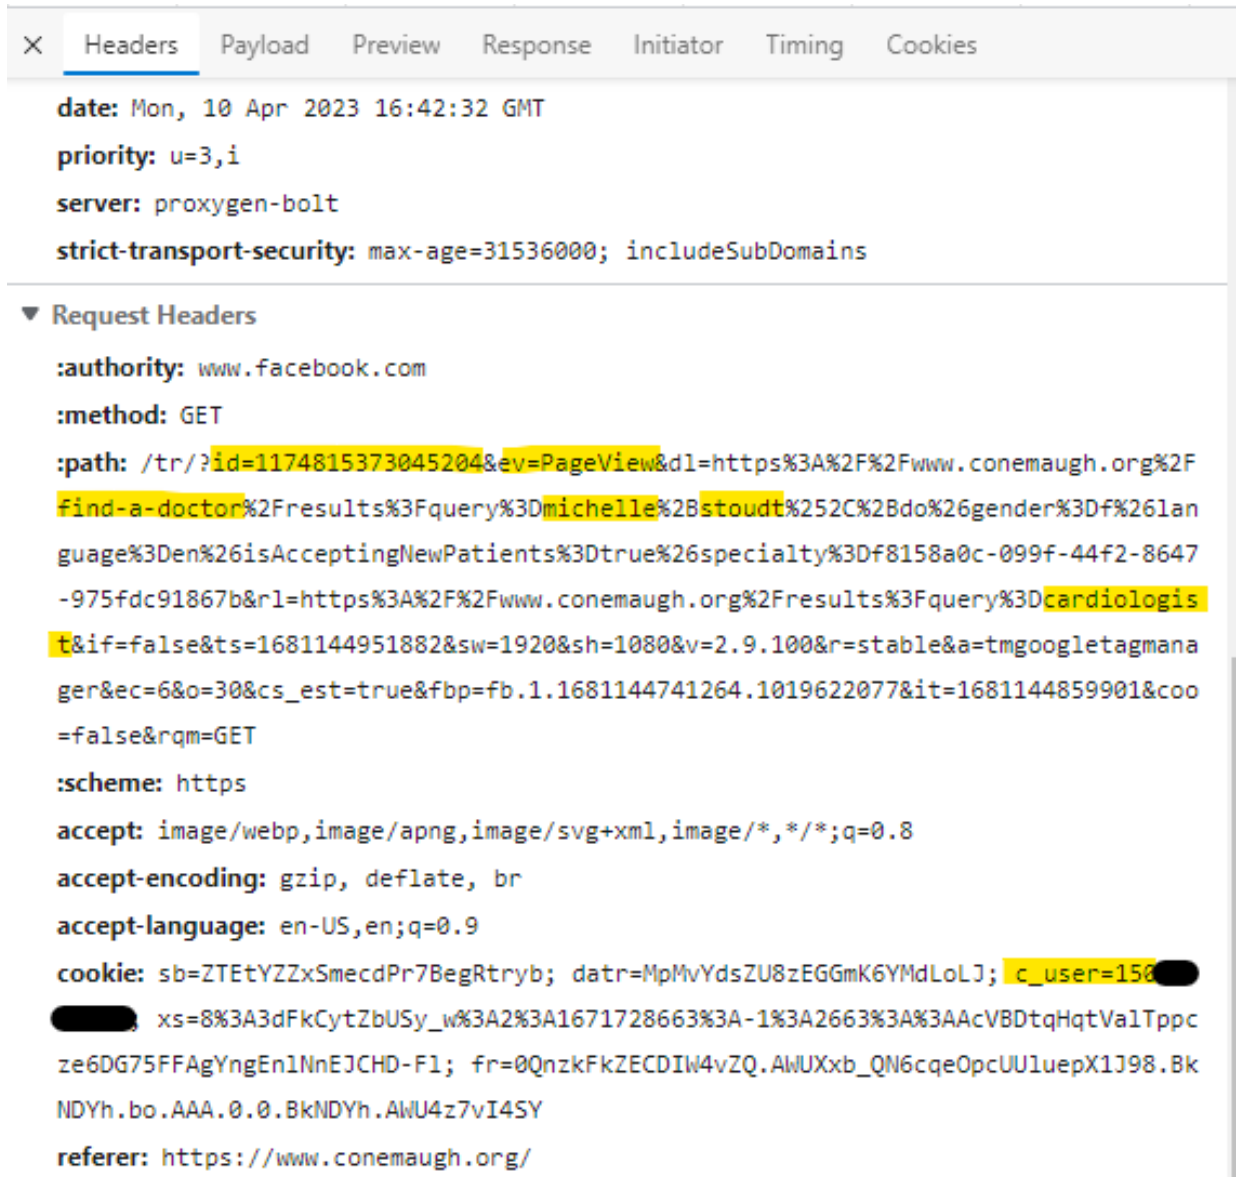 Headers Payload Preview Response Initiator Timing Cookies
date: Mon, 10 Apr 2023 16:42:32 GMT
priority: u=3,i
server: proxygen-bolt
strict-transport-security: max-age=31536000; includeSubDomains
Request Headers
:authority: www.facebook.com
:method: GET
:path: /tr/?id=1174815373045204&ev=PageView&dl=https%3A%2F%2Fwww.conemaugh.org%2F
find-a-doctor%2Fresults%3Fquery%3Dmichelle%2Bstoudt%252C%2Bdo%26gender%3Df%26lan
guage%3Den%26isAcceptingNewPatients%3Dtrue%26specialty%3Df8158a0c-099f-44f2-8647
-975fdc91867b&rl=https%3A%2F%2Fwww.conemaugh.org%2Fresults%3Fquery%3Dcardiologis
t&if=false&ts=1681144951882&sw=1920&sh=1080&v=2.9.100&r=stable&a=tmgoogletagmana
ger&ec=6&o=30&cs_est=true&fbp=fb.1.1681144741264.1019622077&it=1681144859901&coo
=false&rqm=GET
:scheme: https
accept: image/webp,image/apng,image/svg+xml,image/*,*/*;q=0.8
accept-encoding: gzip, deflate, br
accept-language: en-US,en;q=0.9
cookie: sb=ZTEtYZZxSmecdPr7BegRtryb; datr=MpMvYdsZU8zEGGmK6YMdLoLJ; c_user=150
xs=8%3A3dFkCytZbUSy_w%3A2%3A1671728663%3A-1%3A2663%3A%3AAcVBDtqHqtValTppc
ze6DG75FFAgYngEnlNnEJCHD-Fl; fr=0QnzkFkZECDIW4vZQ.AWUXxb_QN6cqeOpcUUluepX1J98.Bk
NDYh.bo.AAA.0.0.BkNDYh.AWU4z7vI4SY
referer: https://www.conemaugh.org/